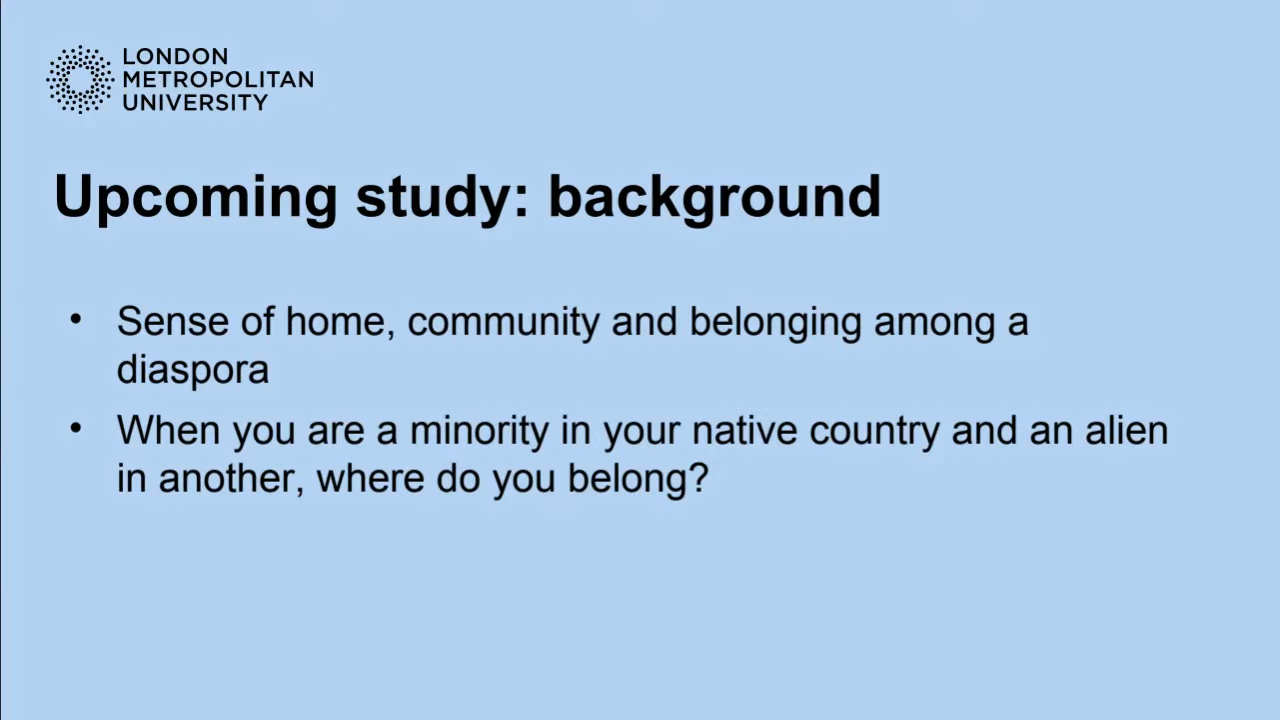 LONDON
METROPOLITAN
UNIVERSITY
Upcoming study: background
• Sense of home, community and belonging among a
diaspora
• When you are a minority in your native country and an alien
in another, where do you belong?